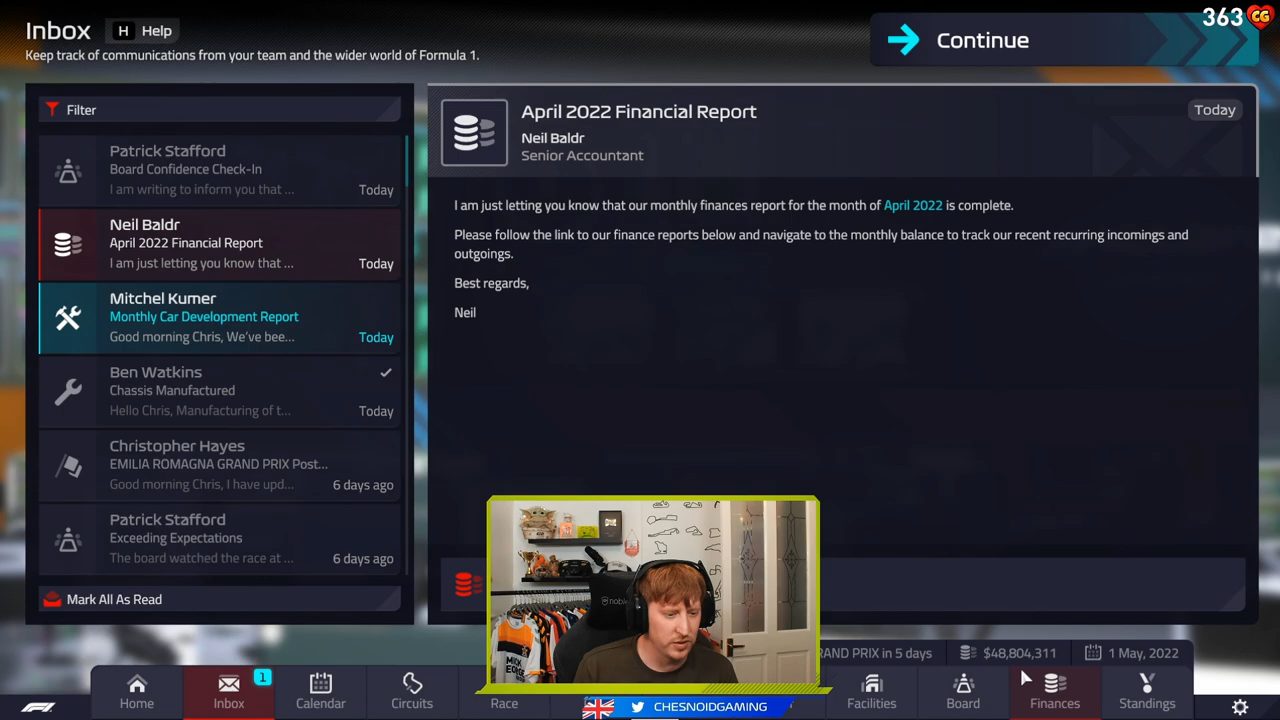 363
CG
Inbox
H Help
Keep track of communications from your team and the wider world of Formula 1.
Continue
Filter
Patrick Stafford
Board Confidence Check-In
I am writing to inform you that ...
Today
Neil Baldr
April 2022 Financial Report
I am just letting you know that ...
Today
Mitchel Kumer
Monthly Car Development Report
Good morning Chris, We've bee...
Today
Ben Watkins
Chassis Manufactured
Hello Chris, Manufacturing of t...
Today
Christopher Hayes
EMILIA ROMAGNA GRAND PRIX Post...
Good morning Chris, I have upd...
6 days ago
Patrick Stafford
Exceeding Expectations
The board watched the race at ...
6 days ago
Mark All As Read
April 2022 Financial Report
Today
Neil Baldr
Senior Accountant
I am just letting you know that our monthly finances report for the month of April 2022 is complete.
Please follow the link to our finance reports below and navigate to the monthly balance to track our recent recurring incomings and
outgoings.
Best regards,
Neil
noble
GRAND PRIX in 5 days
$48,804,311
1 May, 2022
Home
Inbox
1
Calendar
Circuits
Race
Facilities
Board
Finances
Standings
CHESNOIDGAMING